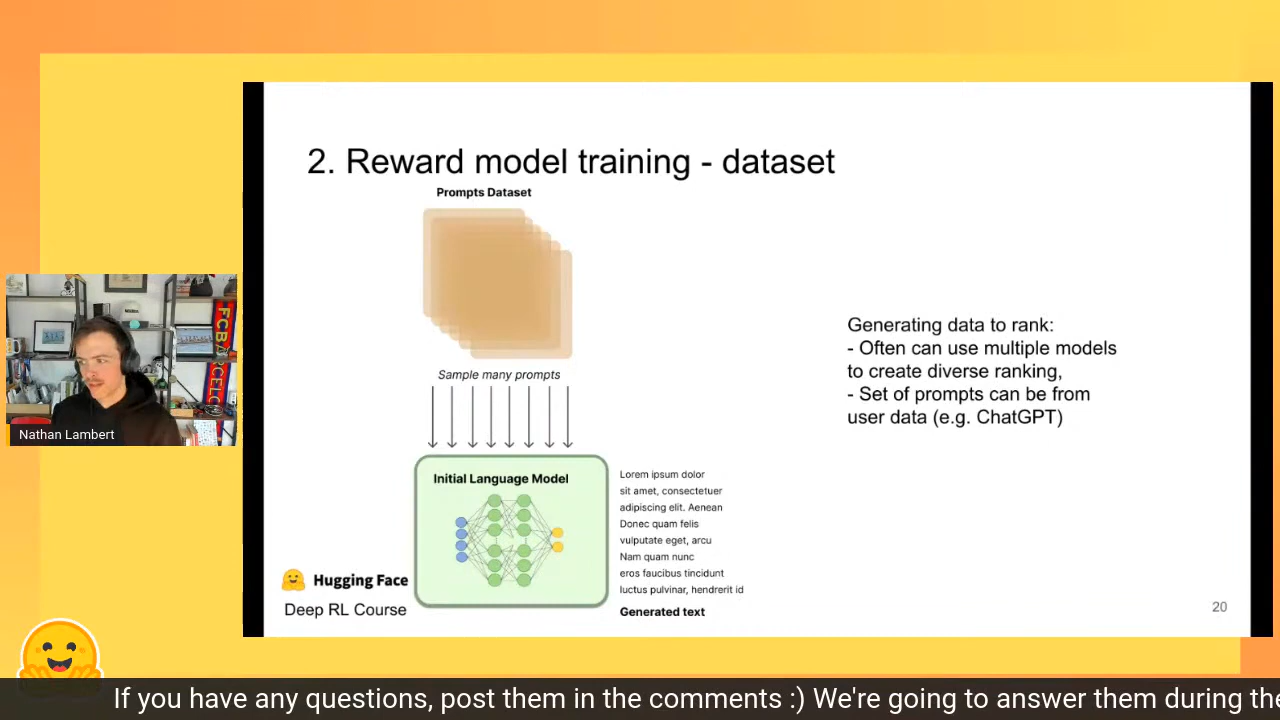 2. Reward model training - dataset
Prompts Dataset
Sample many prompts
Initial Language Model
Lorem ipsum dolor
sit amet, consectetuer
adipiscing elit. Aenean
Donec quam felis
vulputate eget, arcu
Nam quam nunc
eros faucibus tincidunt
luctus pulvinar, hendrerit id
Generated text
Generating data to rank:
- Often can use multiple models
to create diverse ranking,
- Set of prompts can be from
user data (e.g. ChatGPT)
Hugging Face
Deep RL Course
20
FCB
Nathan Lambert
If you have any questions, post them in the comments :) We're going to answer them during the